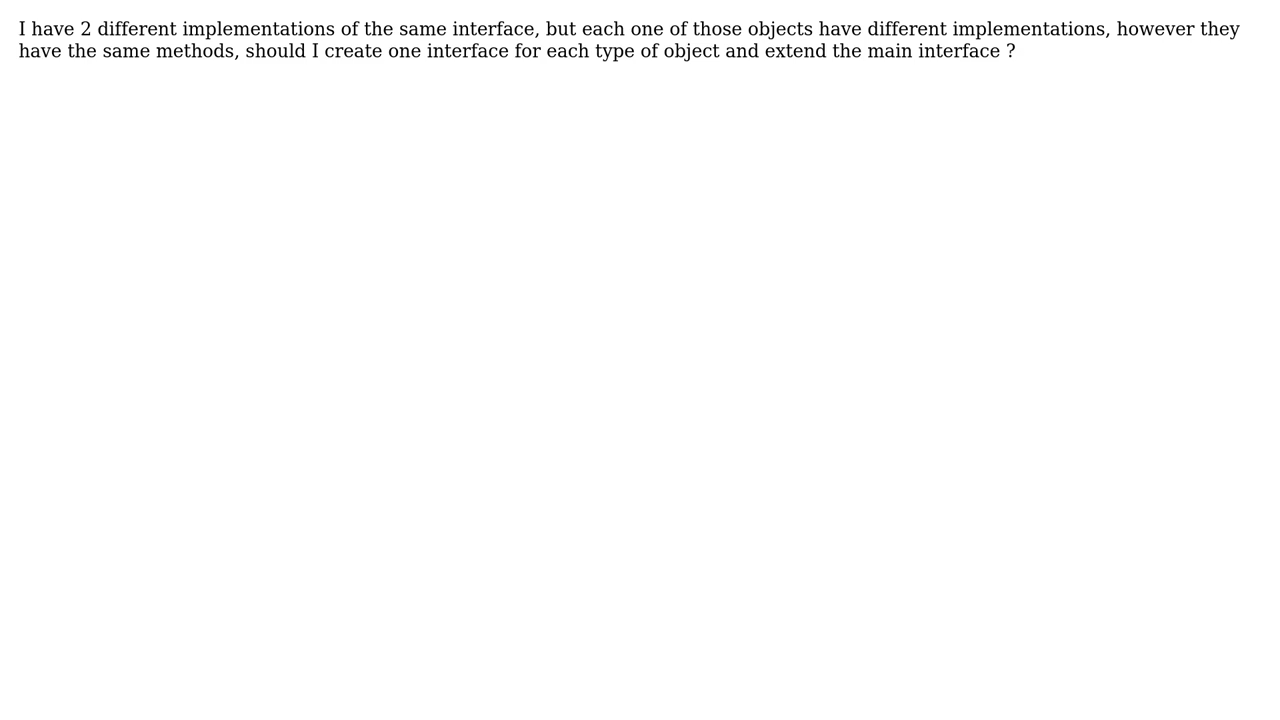 I have 2 different implementations of the same interface, but each one of those objects have different implementations, however they
have the same methods, should I create one interface for each type of object and extend the main interface ?